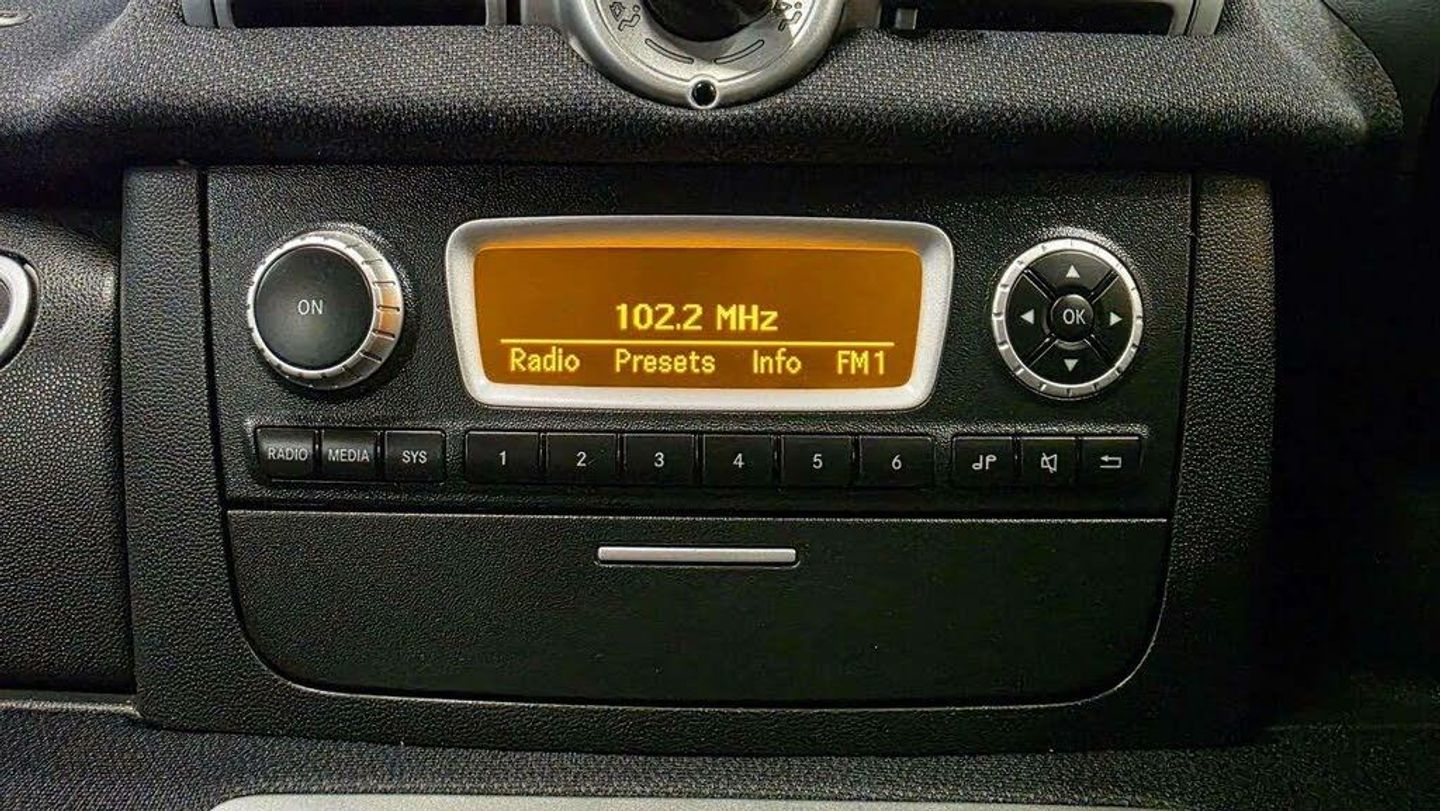 102.2 MHz
Radio Presets Info FM1
ON
OK
RADIO MEDIA SYS 1 2 3 4 5 6